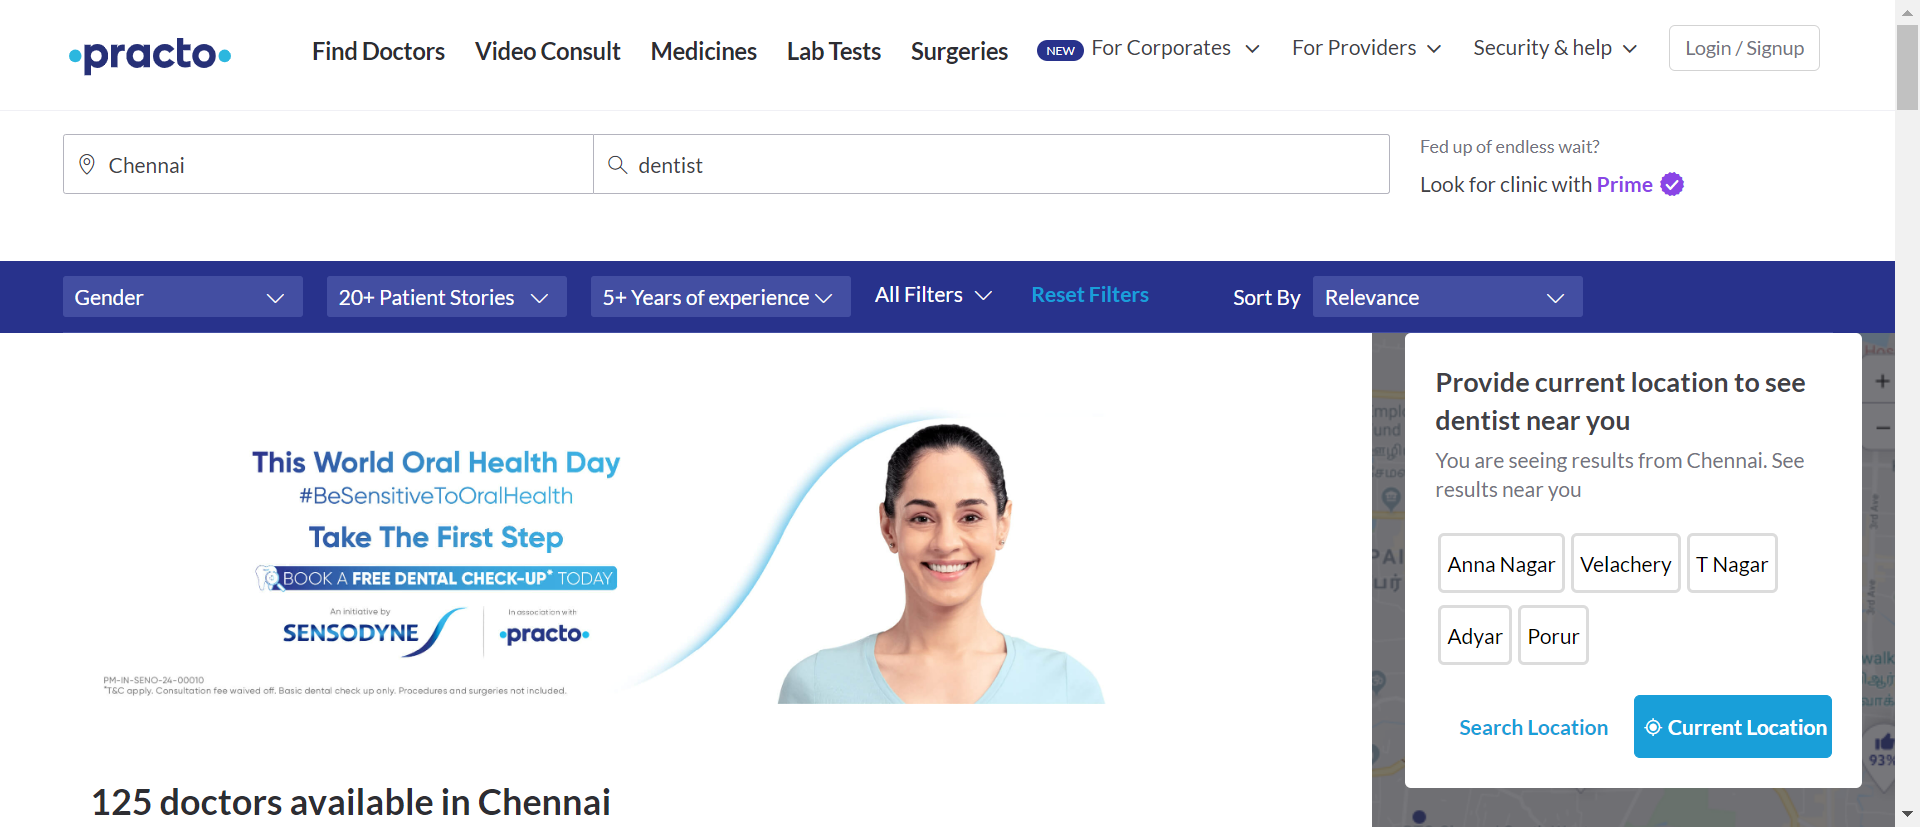 practo
Find Doctors
Video Consult
Medicines
Lab Tests
Surgeries
NEW For Corporates
For Providers
Security & help
Login / Signup
Chennai
dentist
Fed up of endless wait?
Look for clinic with Prime
Gender
20+ Patient Stories
5+ Years of experience
All Filters
Reset Filters
Sort By
Relevance
This World Oral Health Day
#BeSensitiveToOralHealth
Take The First Step
BOOK A FREE DENTAL CHECK-UP* TODAY
An initiative by
SENSODYNE
In association with
practo
PM-IN-SENO-24-00010
*T&C apply. Consultation fee waived off. Basic dental check up only. Procedures and surgeries not included.
125 doctors available in Chennai
Provide current location to see
dentist near you
You are seeing results from Chennai. See
results near you
Anna Nagar
Velachery
T Nagar
Adyar
Porur
Search Location
Current Location
3rd Ave
3rd Ave
93%